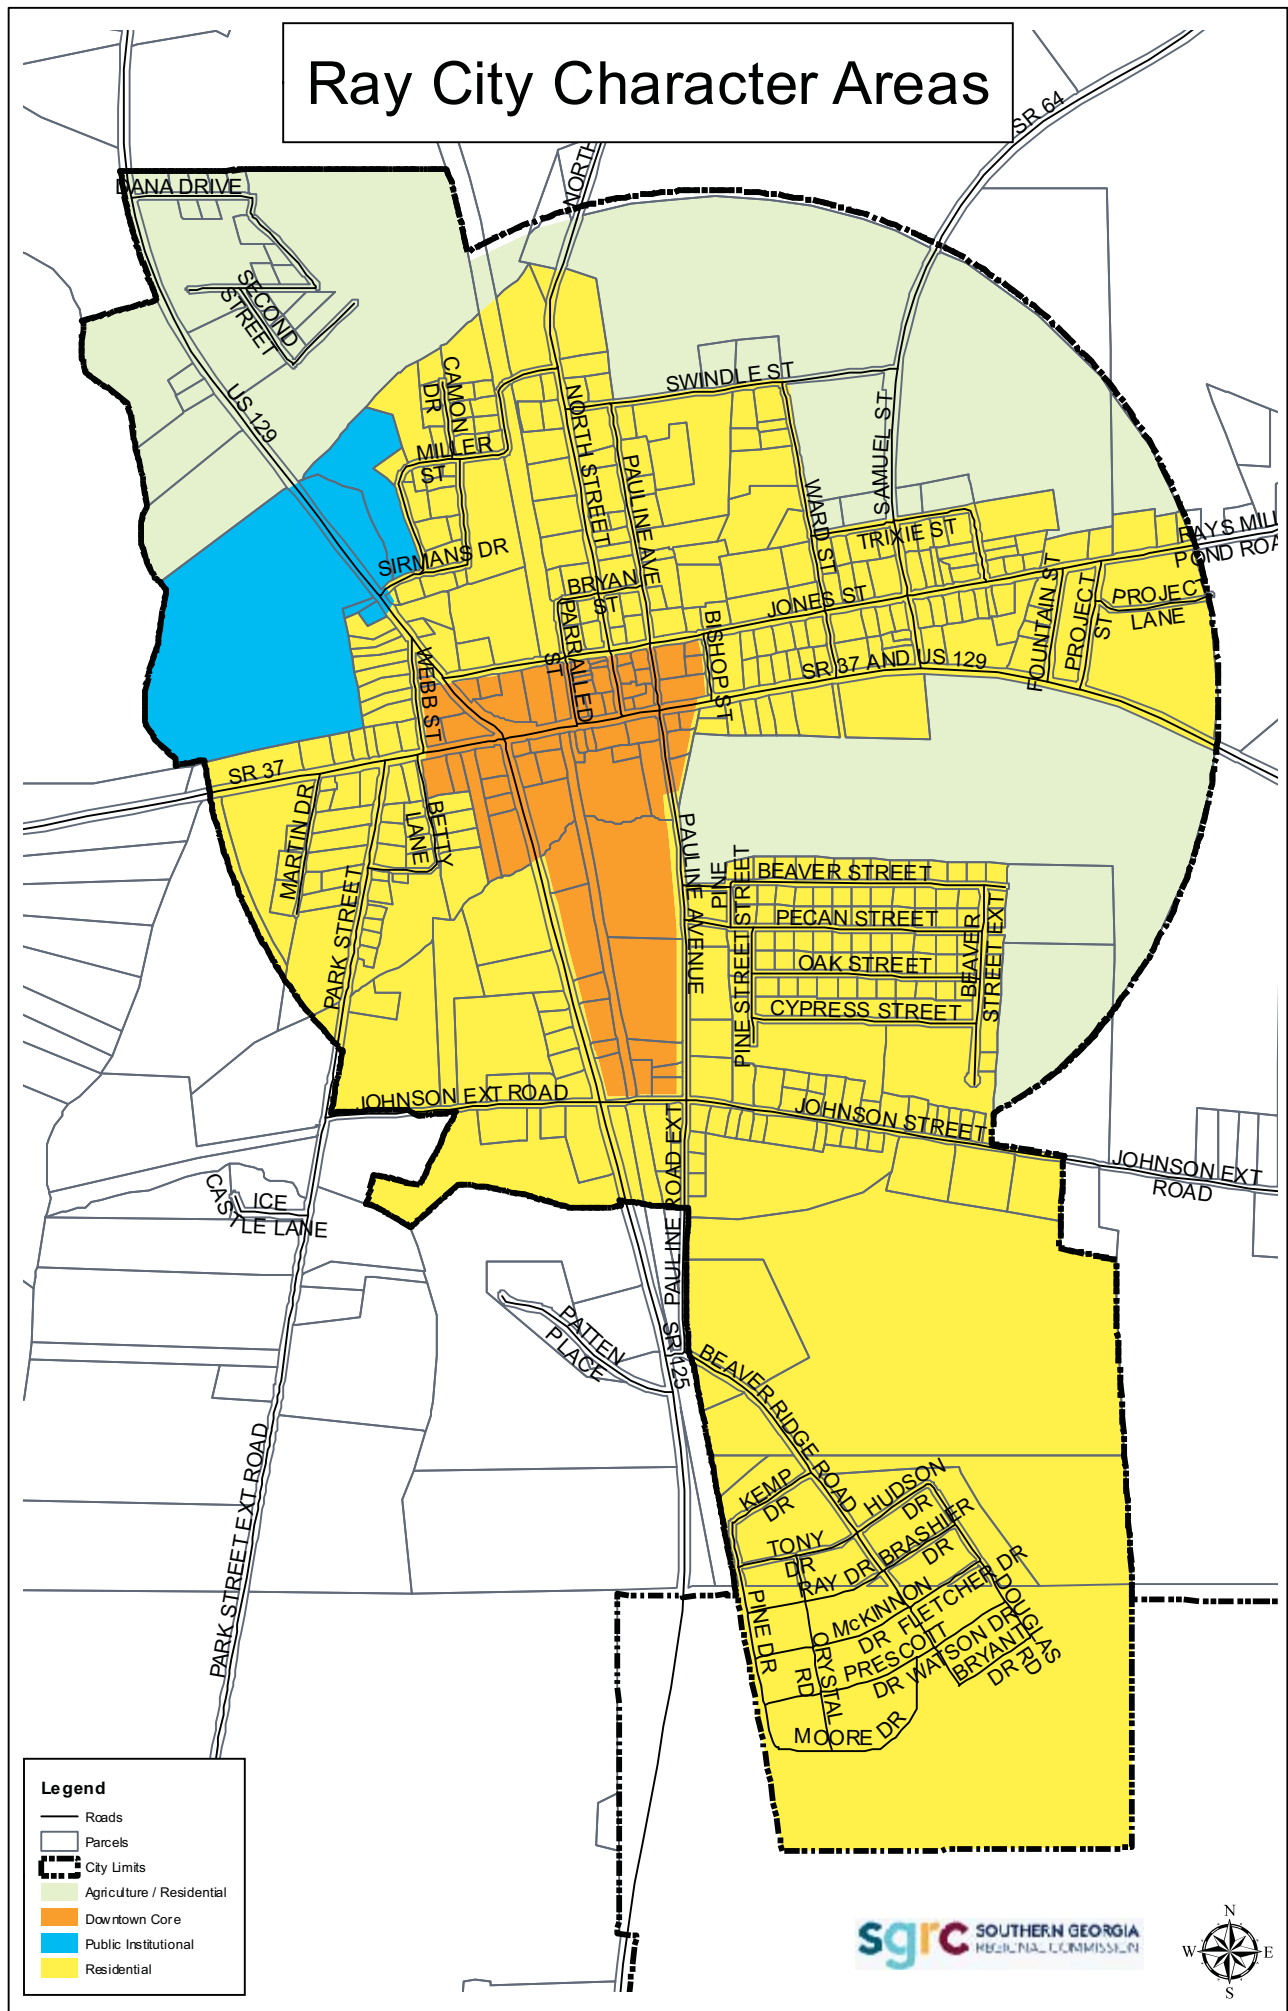 Ray City Character Areas
SR 64
NORTH
DANA DRIVE
SECOND
STREET
US 129
CAMON
DR
SWINDLE ST
NORTH STREET
MILLER
ST
PAULINE AVE
SAMUEL ST
WARD ST
TRIXIE ST
RAYS MILL
POND ROA
SIRMANS DR
BRYAN
ST
JONES ST
FOUNTAIN ST
PROJECT
ST
PROJECT
LANE
PARRALLED
ST
BISHOP ST
WEBB ST
SR 37 AND US 129
SR 37
MARTIN DR
BETTY
LANE
PAULINE AVENUE
PINE
PINE STREET STREET
BEAVER STREET
PECAN STREET
OAK STREET
CYPRESS STREET
BEAVER
STREET EXT
PARK STREET
JOHNSON EXT ROAD
JOHNSON STREET
JOHNSON EXT
ROAD
ICE
CASTLE LANE
PAULINE ROAD EXT
SR 125
PATTEN
PLACE
BEAVER RIDGE ROAD
KEMP
DR
HUDSON
DR
TONY
DR
BRASHIER
DR
RAY DR
McKINNON
DR
FLETCHER DR
DOUGLAS
RD
PRESCOTT
DR
WATSON DR
BRYANT
DR
PINE DR
CRYSTAL
RD
MOORE DR
PARK STREET EXT ROAD
Legend
Roads
Parcels
City Limits
Agriculture / Residential
Downtown Core
Public Institutional
Residential
sgrc
SOUTHERN GEORGIA
REGIONAL COMMISSION
N
W
E
S